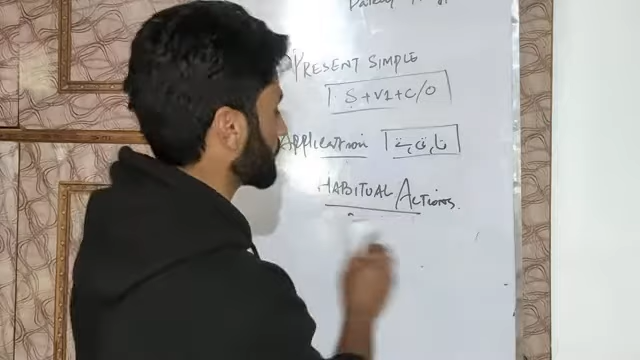 PRESENT SIMPLE
S+V1+C/O
APPLICATION
HABITUAL ACTIONS.